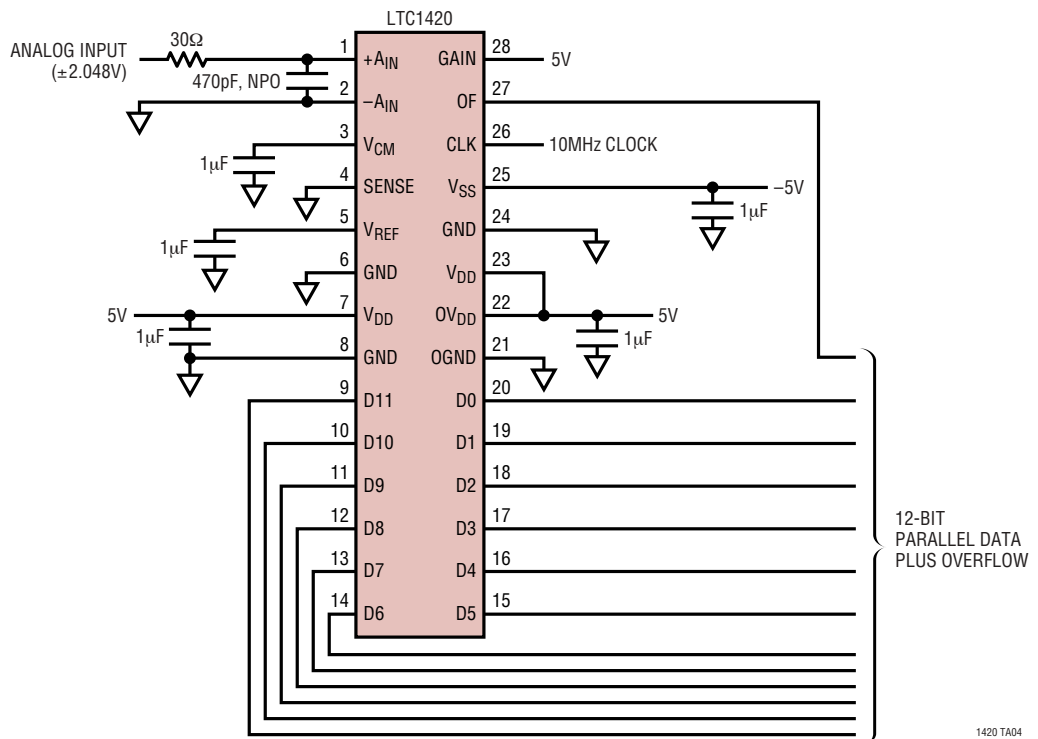 LTC1420
ANALOG INPUT
(±2.048V)
30Ω
470pF, NPO
1
+AIN
2
–AIN
3
VCM
1µF
4
SENSE
5
VREF
1µF
6
GND
7
VDD
5V
1µF
8
GND
9
D11
10
D10
11
D9
12
D8
13
D7
14
D6
GAIN
28
5V
OF
27
CLK
26
10MHz CLOCK
VSS
25
–5V
1µF
GND
24
VDD
23
OVDD
22
5V
1µF
OGND
21
D0
20
D1
19
D2
18
D3
17
D4
16
D5
15
12-BIT
PARALLEL DATA
PLUS OVERFLOW
1420 TA04